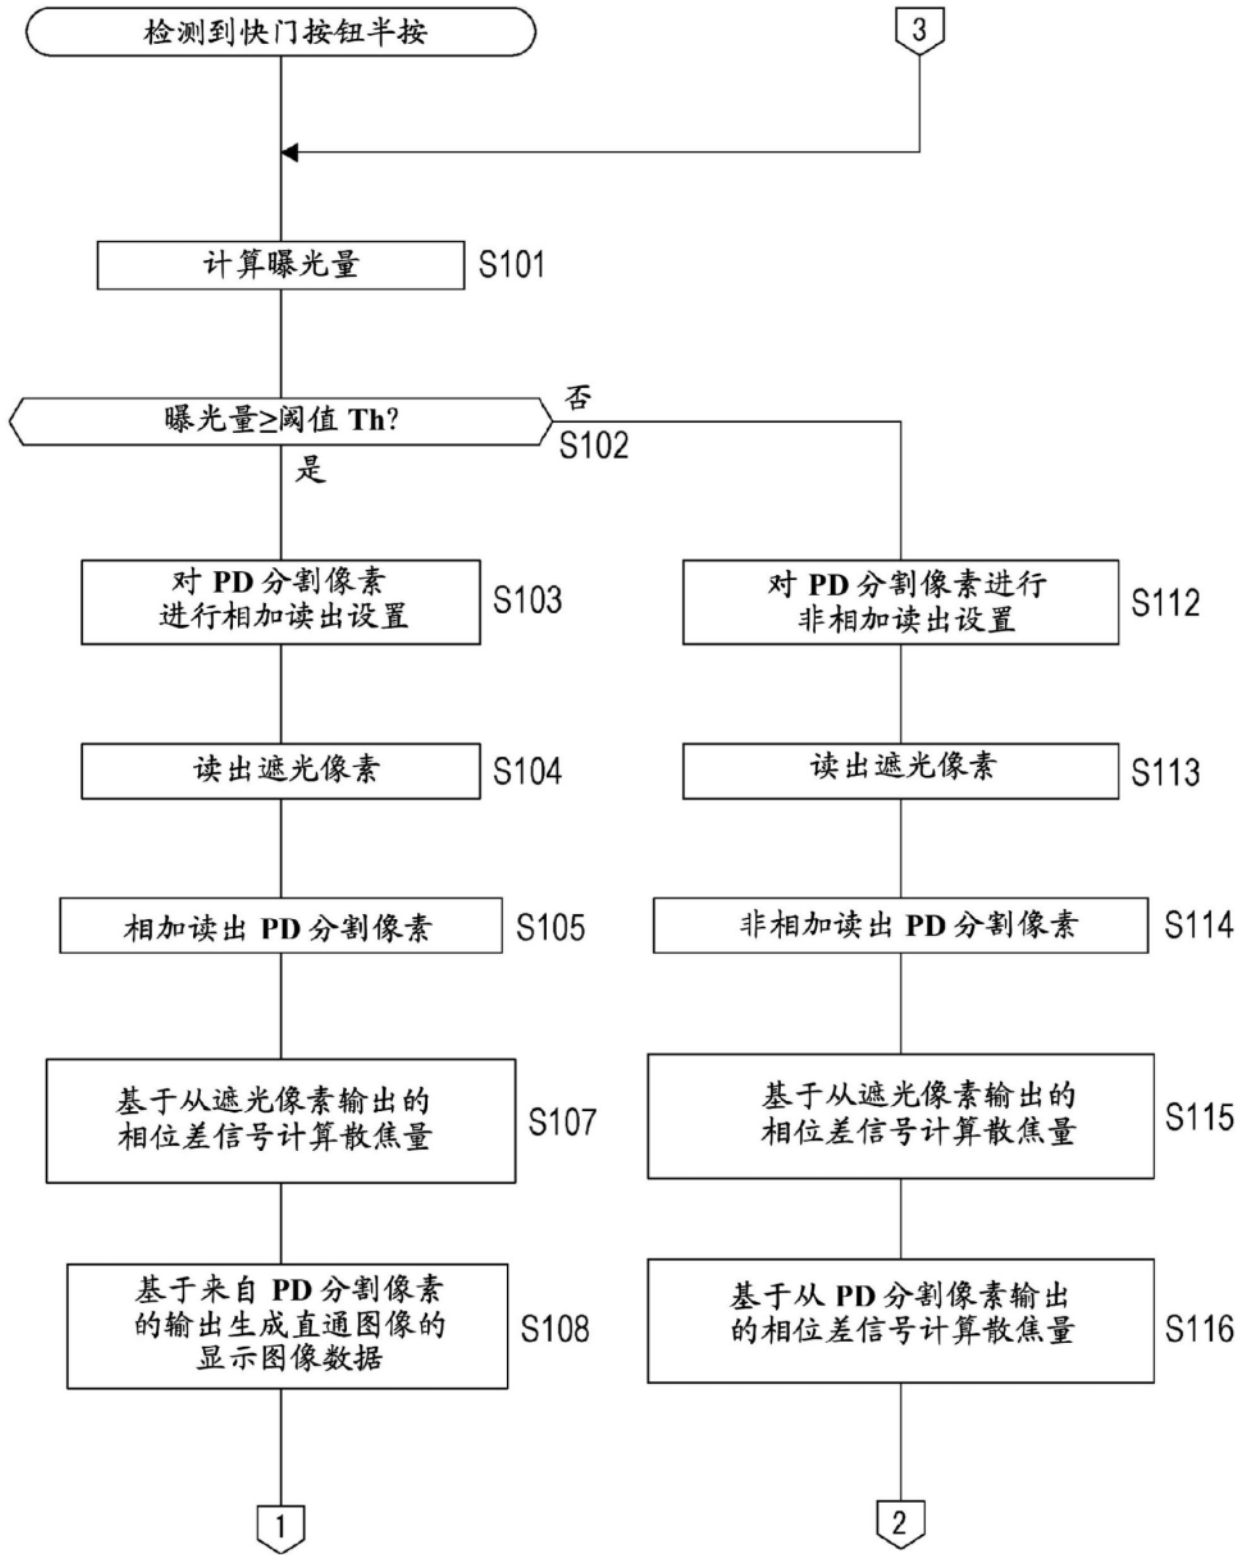 检测到快门按钮半按
3
计算曝光量
S101
曝光量≥阈值 Th?
否
S102
是
对 PD 分割像素
进行相加读出设置
S103
对 PD 分割像素进行
非相加读出设置
S112
读出遮光像素
S104
读出遮光像素
S113
相加读出 PD 分割像素
S105
非相加读出 PD 分割像素
S114
基于从遮光像素输出的
相位差信号计算散焦量
S107
基于从遮光像素输出的
相位差信号计算散焦量
S115
基于来自 PD 分割像素
的输出生成直通图像的
显示图像数据
S108
基于从 PD 分割像素输出
的相位差信号计算散焦量
S116
1
2